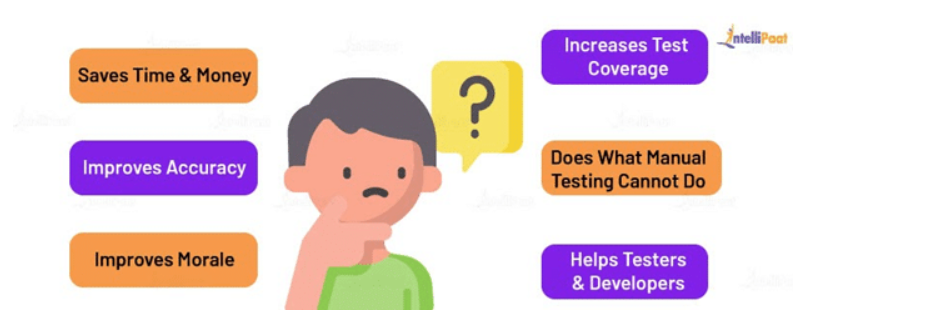 Saves Time & Money
Improves Accuracy
Improves Morale
?
Increases Test
Coverage
Does What Manual
Testing Cannot Do
Helps Testers
& Developers
IntelliPaat